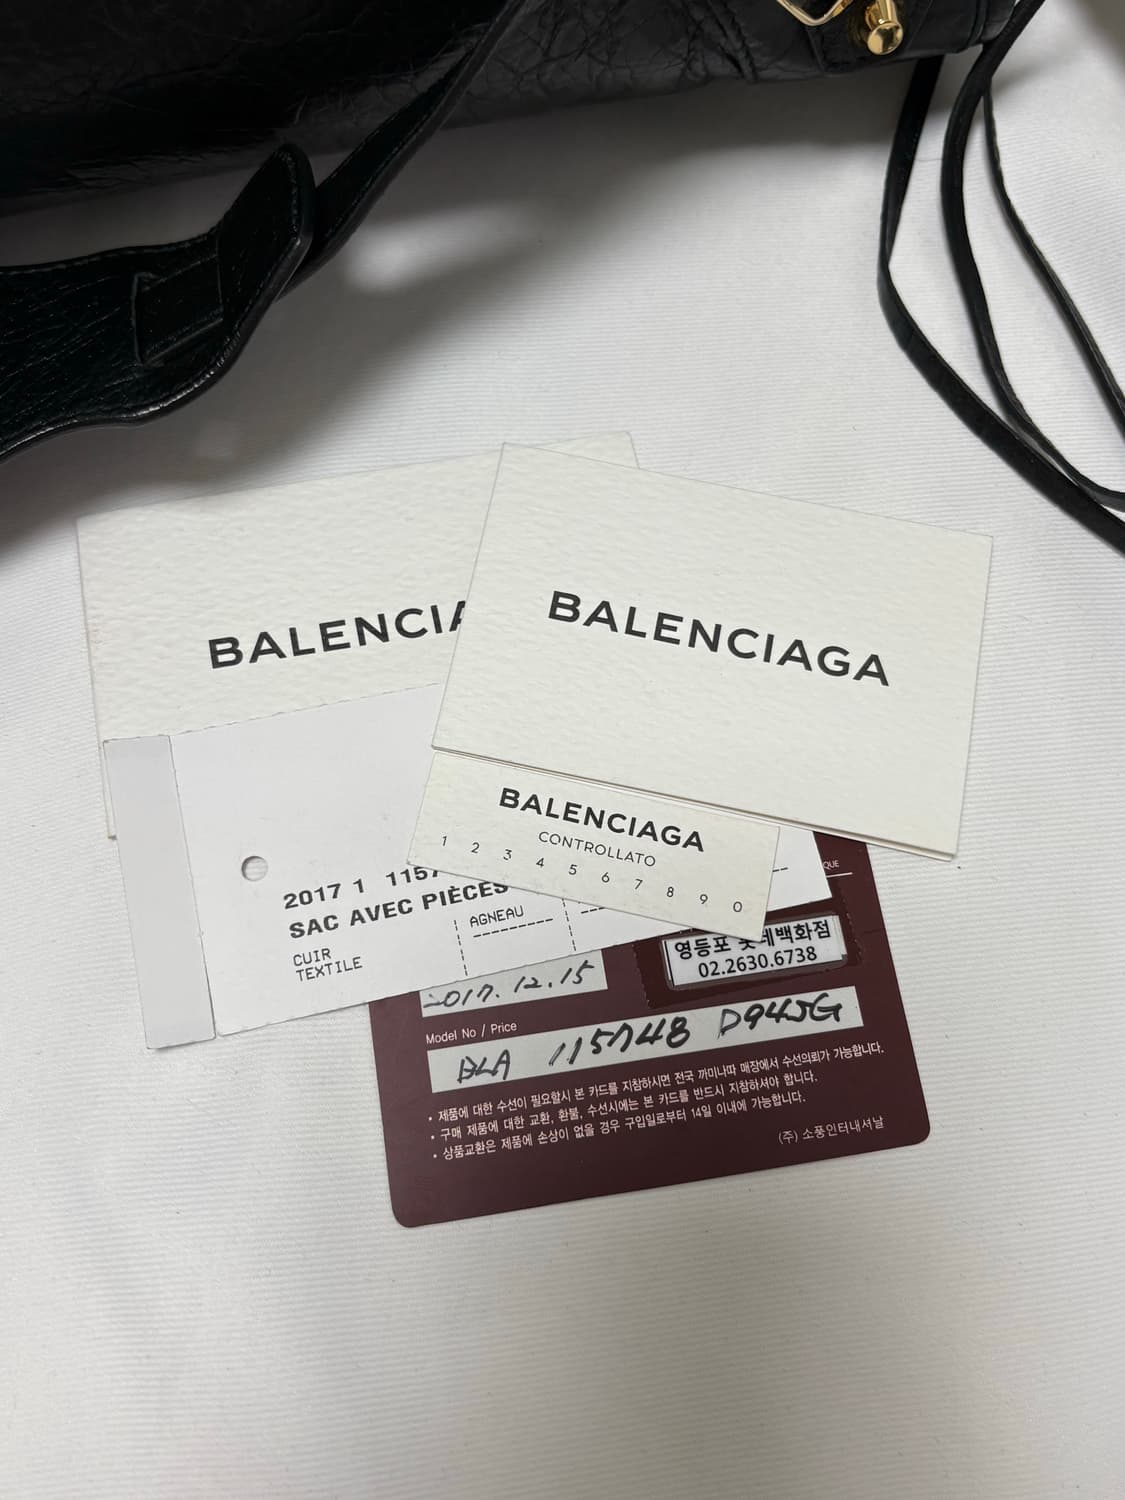 BALENCIA
BALENCIAGA
BALENCIAGA
CONTROLLATO
1 2 3 4 5 6 7 8 9 0
2017 1 1157
SAC AVEC PIÈCES
CUIR
TEXTILE
AGNEAU
QUE
영등포 롯데백화점
02.2630.6738
2017.12.15
Model No / Price
BLA 115748 D94JG
• 제품에 대한 수선이 필요할시 본 카드를 지참하시면 전국 까미나따 매장에서 수선의뢰가 가능합니다.
• 구매 제품에 대한 교환, 환불, 수선시에는 본 카드를 반드시 지참하셔야 합니다.
• 상품교환은 제품에 손상이 없을 경우 구입일로부터 14일 이내에 가능합니다.
(주) 소풍인터내셔날